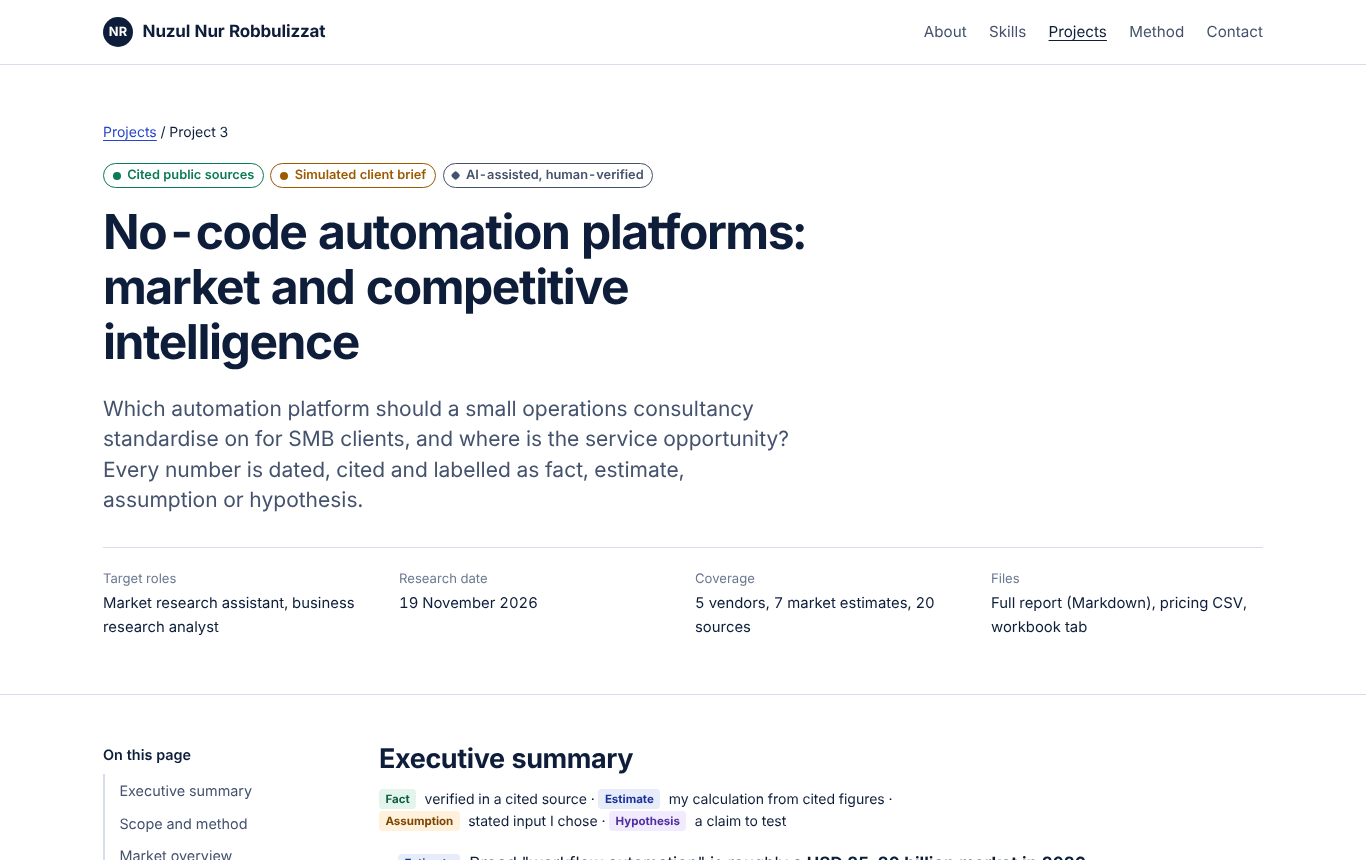 NR Nuzul Nur Robbulizzat
About Skills Projects Method Contact
Projects / Project 3
Cited public sources Simulated client brief AI-assisted, human-verified
No-code automation platforms:
market and competitive
intelligence
Which automation platform should a small operations consultancy
standardise on for SMB clients, and where is the service opportunity?
Every number is dated, cited and labelled as fact, estimate,
assumption or hypothesis.
Target roles
Market research assistant, business
research analyst
Research date
19 November 2026
Coverage
5 vendors, 7 market estimates, 20
sources
Files
Full report (Markdown), pricing CSV,
workbook tab
On this page
Executive summary
Scope and method
Market overview
Executive summary
Fact verified in a cited source · Estimate my calculation from cited figures ·
Assumption stated input I chose · Hypothesis a claim to test